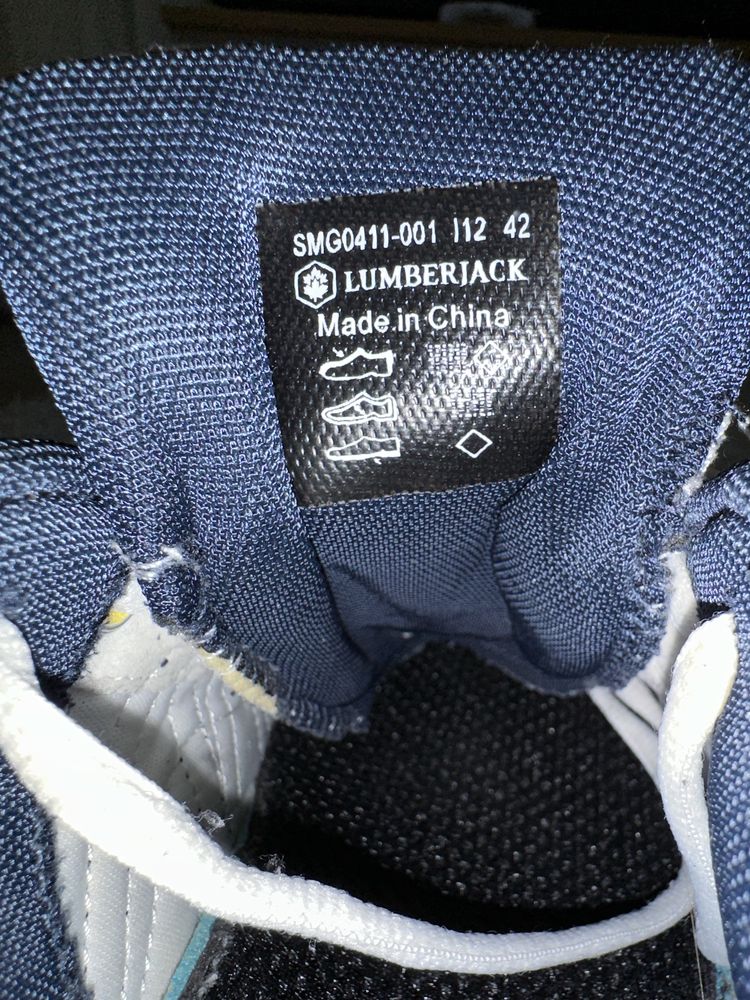 SMG0411-001 I12 42
LUMBERJACK
Made in China